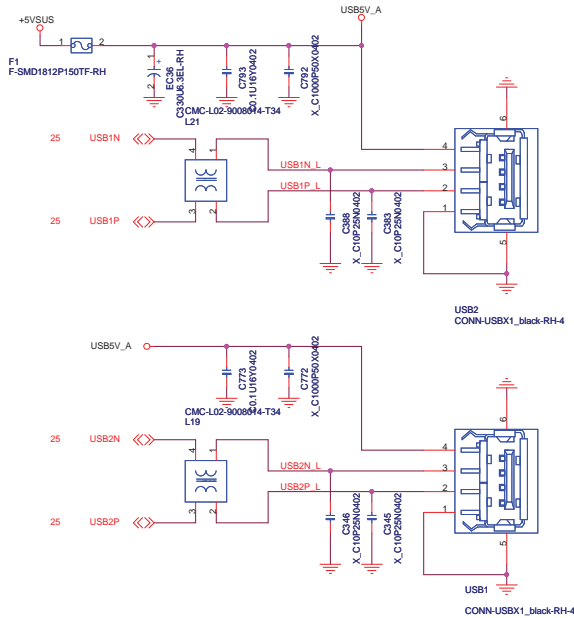 USB5V_A
+5VSUS
1
2
F1
F-SMD1812P150TF-RH
+
1
2
EC36
C330U6.3EL-RH
C793
C0.1U16Y0402
C792
X_C1000P50X0402
CMC-L02-9008014-T34
L21
25 USB1N
4 1
3 2
25 USB1P
USB1N_L
USB1P_L
C388
X_C10P25N0402
C383
X_C10P25N0402
6
4
3
2
1
5
USB2
CONN-USBX1_black-RH-4
USB5V_A
C773
C0.1U16Y0402
C772
X_C1000P50X0402
CMC-L02-9008014-T34
L19
25 USB2N
4 1
3 2
25 USB2P
USB2N_L
USB2P_L
C346
X_C10P25N0402
C345
X_C10P25N0402
6
4
3
2
1
5
USB1
CONN-USBX1_black-RH-4